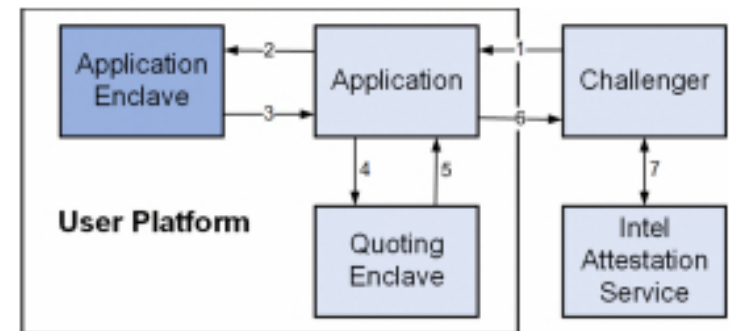 Application
Enclave
2
3
Application
1
6
Challenger
4
5
7
User Platform
Quoting
Enclave
Intel
Attestation
Service